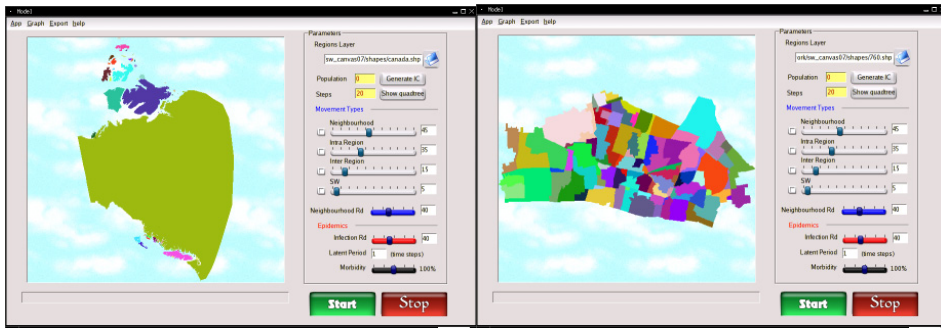 Model
App Graph Export help
Parameters
Regions Layer
sw_canvas07/shapes/canada.shp
Population 0 Generate IC
Steps 20 Show quadtree
Movement Types
Neighbourhood
45
Intra Region
35
Inter Region
15
SW
5
Neighbourhood Rd 40
Epidemics
Infection Rd 40
Latent Period 1 (time steps)
Morbidity 100%
Start Stop
Model
App Graph Export help
Parameters
Regions Layer
ork/sw_canvas07/shapes/760.shp
Population 0 Generate IC
Steps 20 Show quadtree
Movement Types
Neighbourhood
45
Intra Region
35
Inter Region
15
SW
5
Neighbourhood Rd 40
Epidemics
Infection Rd 40
Latent Period 1 (time steps)
Morbidity 100%
Start Stop